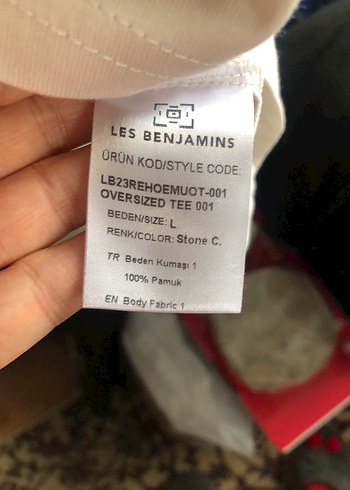 LES BENJAMINS
ÜRÜN KOD/STYLE CODE:
LB23REHOEMUOT-001
OVERSIZED TEE 001
BEDEN/SIZE: L
RENK/COLOR: Stone C.
TR Beden Kumaşı 1
100% Pamuk
EN Body Fabric 1